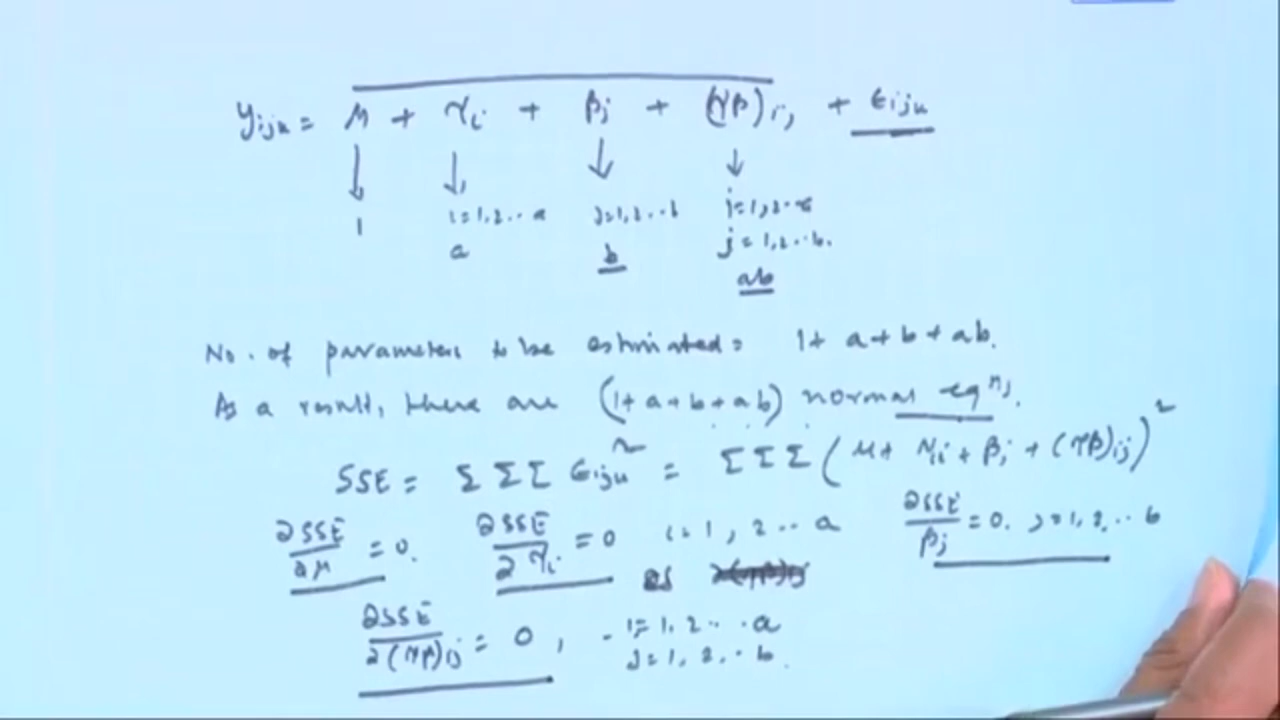 yijk = μ + τi + βj + (τβ)ij + εijk
1 i=1,2..a j=1,2..b j=1,2..a
a b j=1,2..b.
ab
No. of parameters to be estimated = 1+ a+b+ab.
As a result, there are (1+a+b+ab) normal eqns.
SSE = ΣΣΣ εijk² = ΣΣΣ (μ+ τi + βj + (τβ)ij)²
∂SSE/∂μ = 0. ∂SSE/∂τi = 0 i=1, 2.. a ∂SSE/βj = 0. j=1, 2.. b
∂SSE/∂(τβ)ij = 0, i=1, 2.. .a
j=1, 2.. b.